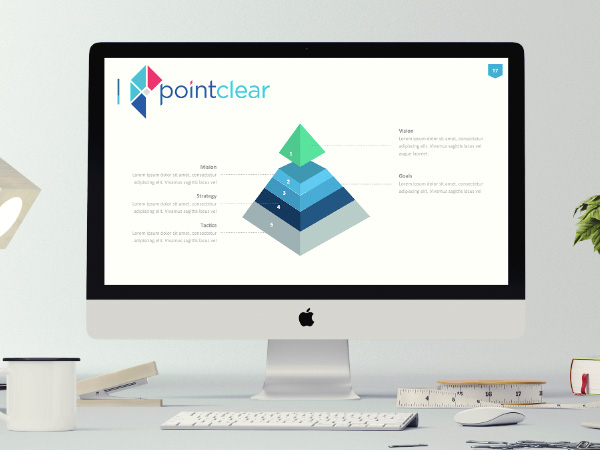 pointclear
17
Vision
Lorem ipsum dolor sit amet, consectetur
adipiscing elit. Vivamus sagittis lacus vel
augue laoreet
Mission
Lorem ipsum dolor sit amet, consectetur
adipiscing elit. Vivamus sagittis lacus vel
Goals
Lorem ipsum dolor sit amet, consectetur
adipiscing elit. Vivamus sagittis lacus vel
Strategy
Lorem ipsum dolor sit amet, consectetur
adipiscing elit. Vivamus sagittis lacus vel
Tactics
Lorem ipsum dolor sit amet, consectetur
adipiscing elit. Vivamus sagittis lacus vel
1
2
3
4
5